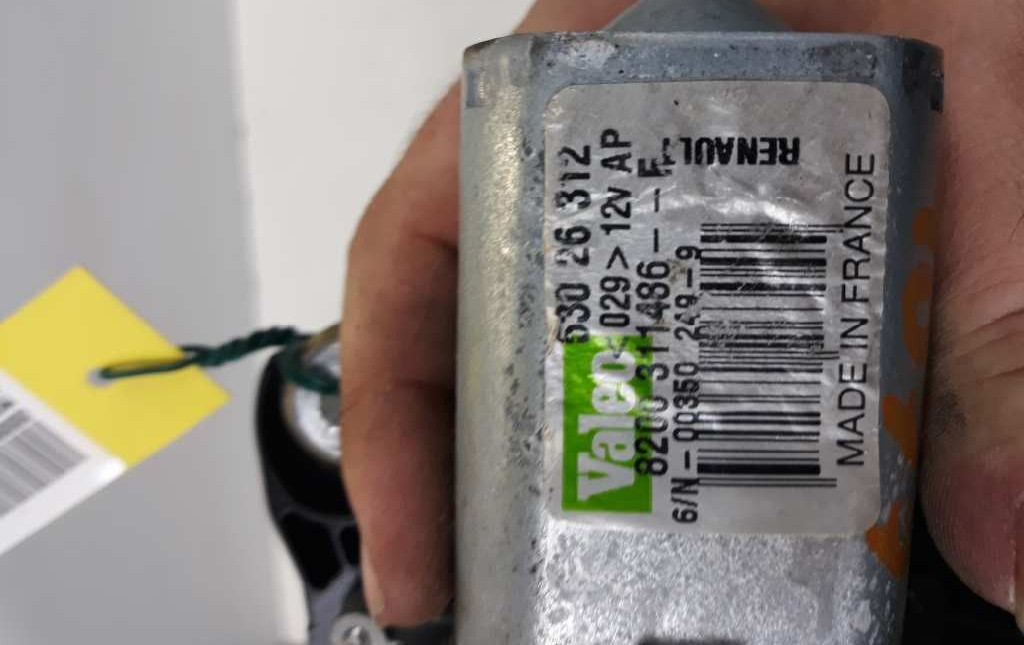 Valeo
530 26 312
< 029 > 12V AP
8200 311486 -- F
6/N-00350 249-9
RENAULT
MADE IN FRANCE